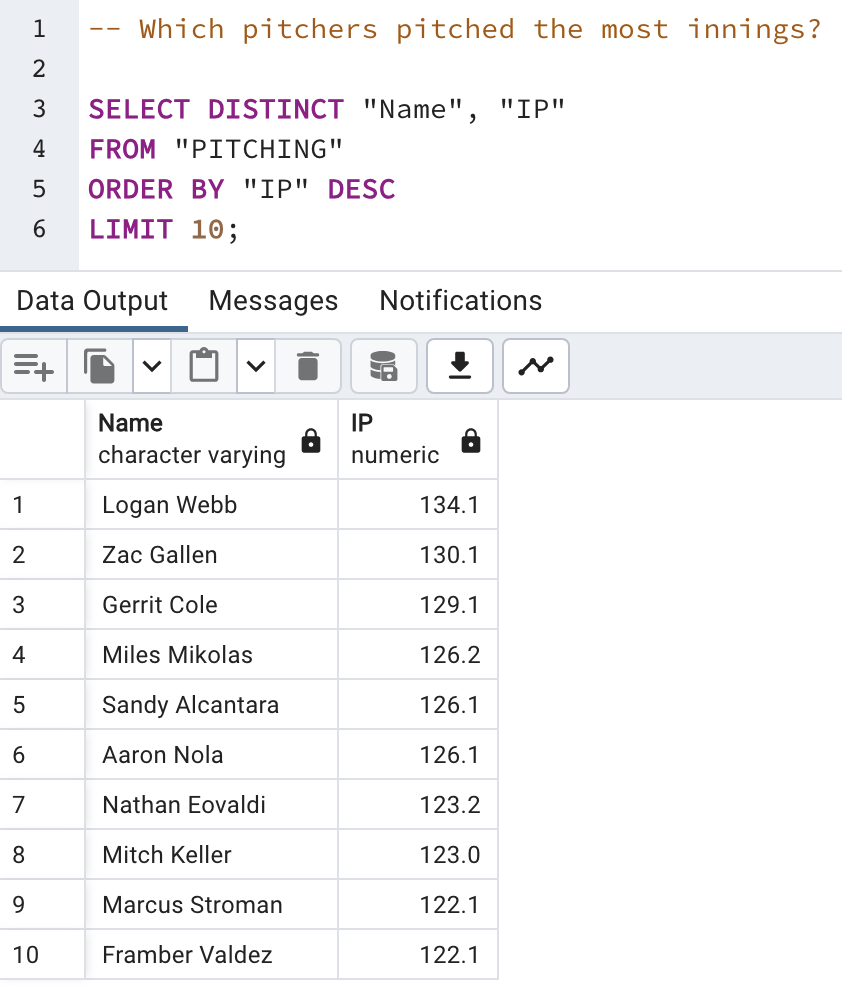 1 -- Which pitchers pitched the most innings?
2
3 SELECT DISTINCT "Name", "IP"
4 FROM "PITCHING"
5 ORDER BY "IP" DESC
6 LIMIT 10;
Data Output Messages Notifications
Name IP
character varying numeric
1 Logan Webb 134.1
2 Zac Gallen 130.1
3 Gerrit Cole 129.1
4 Miles Mikolas 126.2
5 Sandy Alcantara 126.1
6 Aaron Nola 126.1
7 Nathan Eovaldi 123.2
8 Mitch Keller 123.0
9 Marcus Stroman 122.1
10 Framber Valdez 122.1